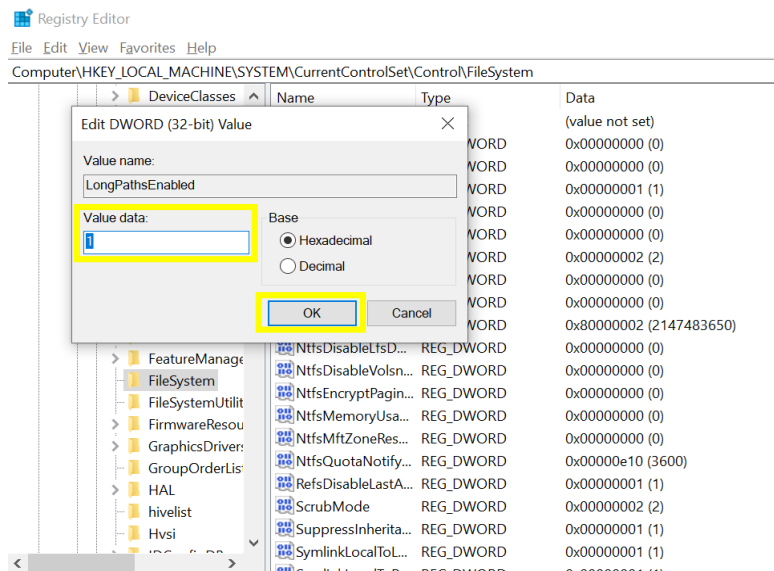 Registry Editor
File Edit View Favorites Help
Computer\HKEY_LOCAL_MACHINE\SYSTEM\CurrentControlSet\Control\FileSystem
DeviceClasses Name Type Data
Edit DWORD (32-bit) Value (value not set)
WORD 0x00000000 (0)
Value name: WORD 0x00000000 (0)
LongPathsEnabled WORD 0x00000001 (1)
Value data: Base WORD 0x00000000 (0)
1 Hexadecimal WORD 0x00000000 (0)
Decimal WORD 0x00000002 (2)
WORD 0x00000000 (0)
OK Cancel WORD 0x00000000 (0)
WORD 0x80000002 (2147483650)
NtfsDisableLfsD... REG_DWORD 0x00000000 (0)
FeatureManage NtfsDisableVolsn... REG_DWORD 0x00000000 (0)
FileSystem NtfsEncryptPagin... REG_DWORD 0x00000000 (0)
FileSystemUtilit NtfsMemoryUsa... REG_DWORD 0x00000000 (0)
FirmwareResou NtfsMftZoneRes... REG_DWORD 0x00000000 (0)
GraphicsDrivers NtfsQuotaNotify... REG_DWORD 0x00000e10 (3600)
GroupOrderList RefsDisableLastA... REG_DWORD 0x00000001 (1)
HAL ScrubMode REG_DWORD 0x00000002 (2)
hivelist SuppressInherita... REG_DWORD 0x00000001 (1)
Hvsi SymlinkLocalToL... REG_DWORD 0x00000001 (1)